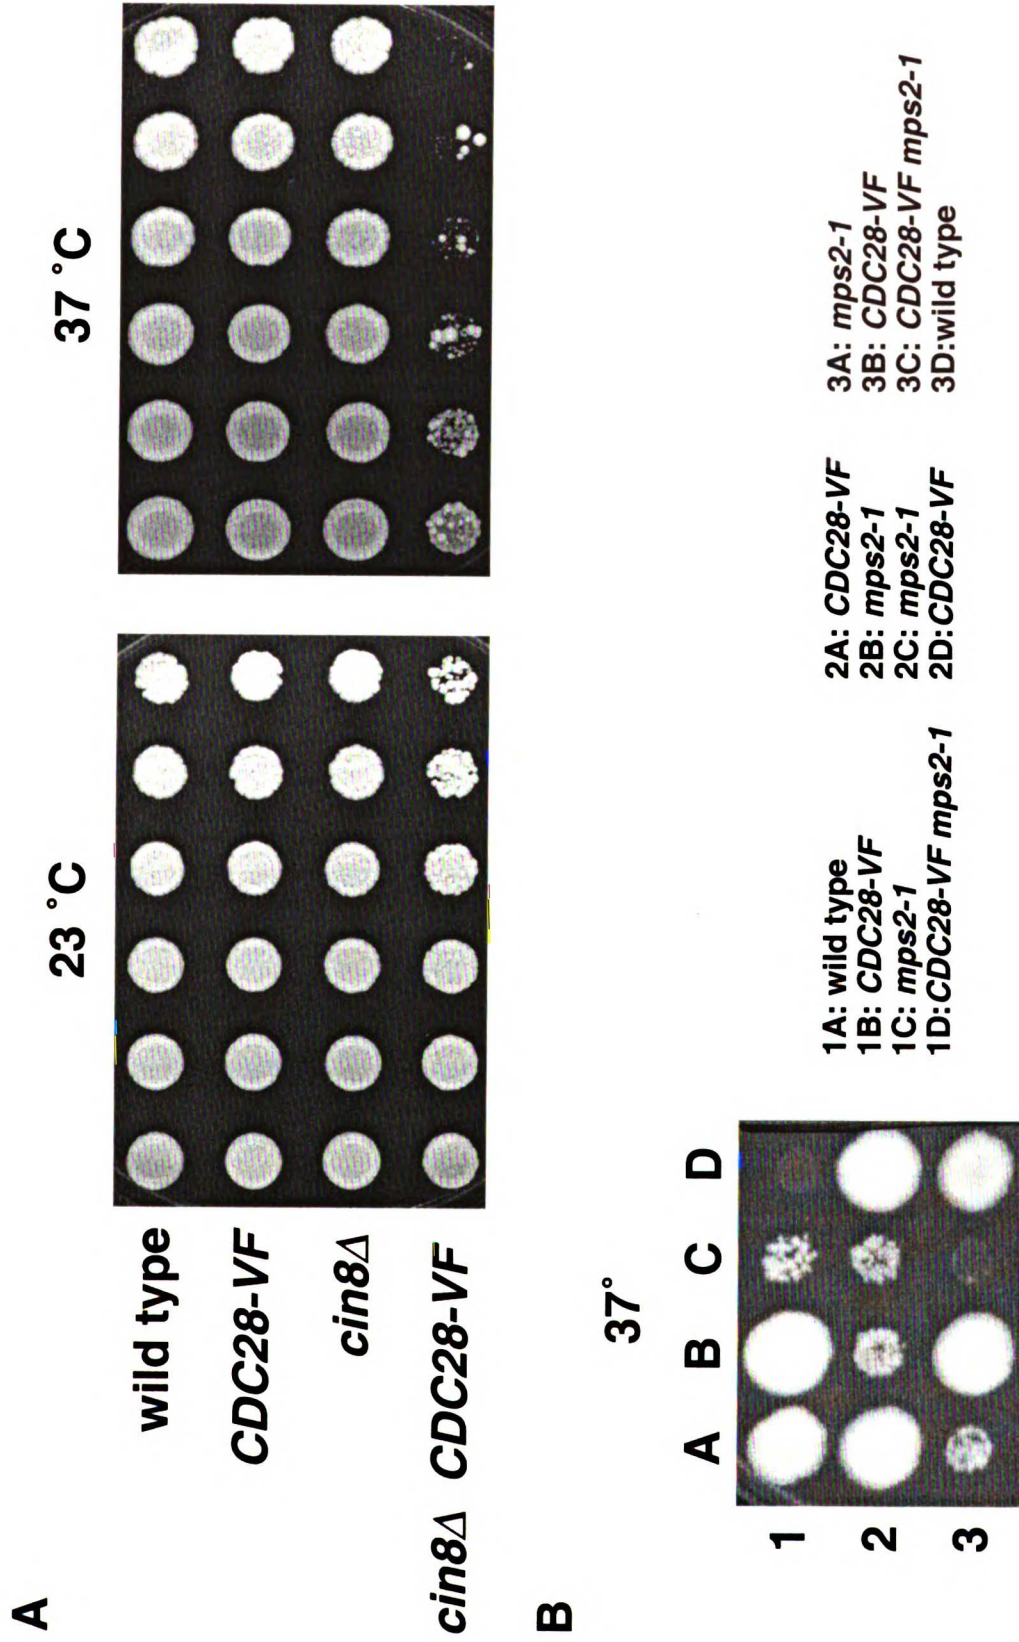 A
23 °C
37 °C
wild type
CDC28-VF
cin8Δ
cin8Δ CDC28-VF
B
37°
A B C D
1
2
3
1A: wild type
1B: CDC28-VF
1C: mps2-1
1D:CDC28-VF mps2-1
2A: CDC28-VF
2B: mps2-1
2C: mps2-1
2D:CDC28-VF
3A: mps2-1
3B: CDC28-VF
3C: CDC28-VF mps2-1
3D:wild type